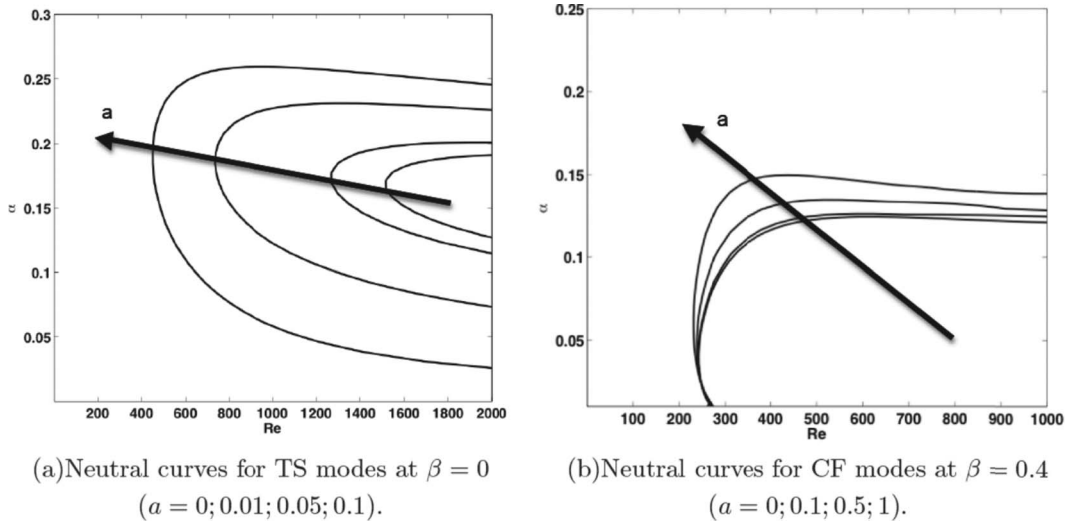 0.3
0.25
0.2
0.15
0.1
0.05
α
a
200 400 600 800 1000 1200 1400 1600 1800 2000
Re
(a)Neutral curves for TS modes at β = 0
(a = 0; 0.01; 0.05; 0.1).
0.25
0.2
0.15
0.1
0.05
α
a
100 200 300 400 500 600 700 800 900 1000
Re
(b)Neutral curves for CF modes at β = 0.4
(a = 0; 0.1; 0.5; 1).